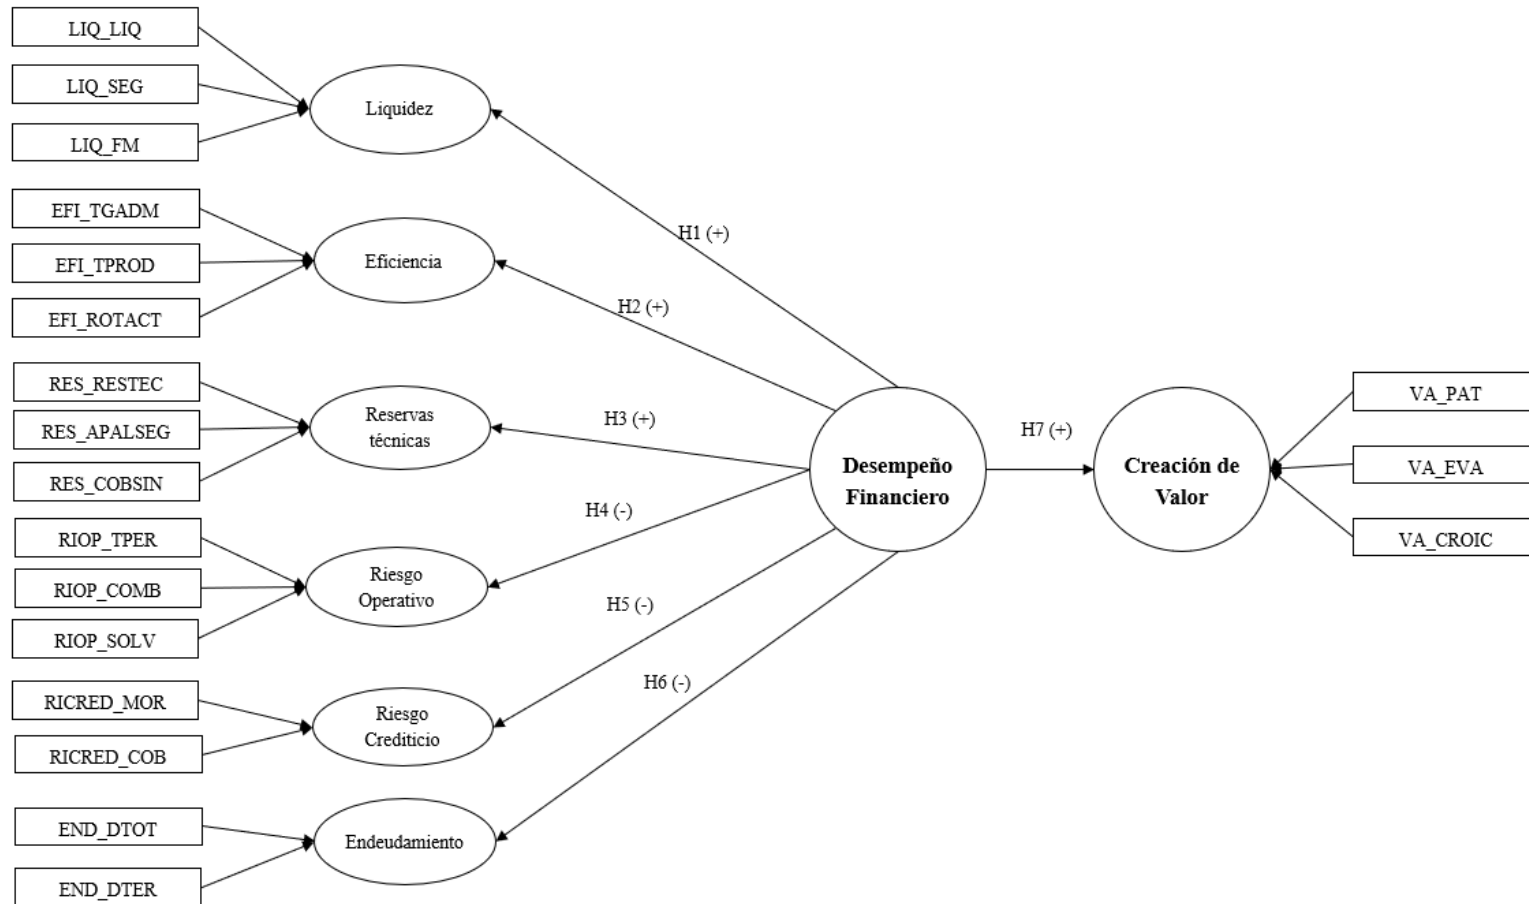 LIQ_LIQ
LIQ_SEG
LIQ_FM
Liquidez
H1 (+)
EFI_TGADM
EFI_TPROD
EFI_ROTACT
Eficiencia
H2 (+)
RES_RESTEC
RES_APALSEG
RES_COBSIN
Reservas
técnicas
H3 (+)
RIOP_TPER
RIOP_COMB
RIOP_SOLV
Riesgo
Operativo
H4 (-)
RICRED_MOR
RICRED_COB
Riesgo
Crediticio
H5 (-)
END_DTOT
END_DTER
Endeudamiento
H6 (-)
Desempeño
Financiero
H7 (+)
Creación de
Valor
VA_PAT
VA_EVA
VA_CROIC